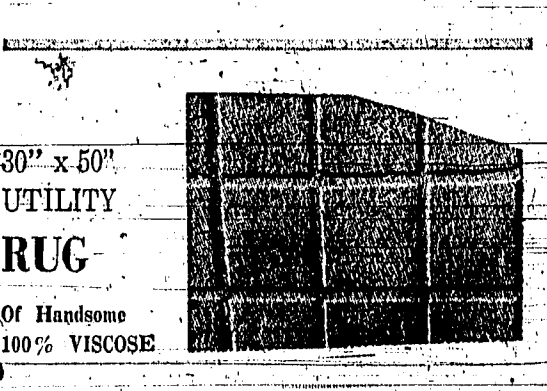 30" x 50"
UTILITY
RUG
Of Handsome
100% VISCOSE